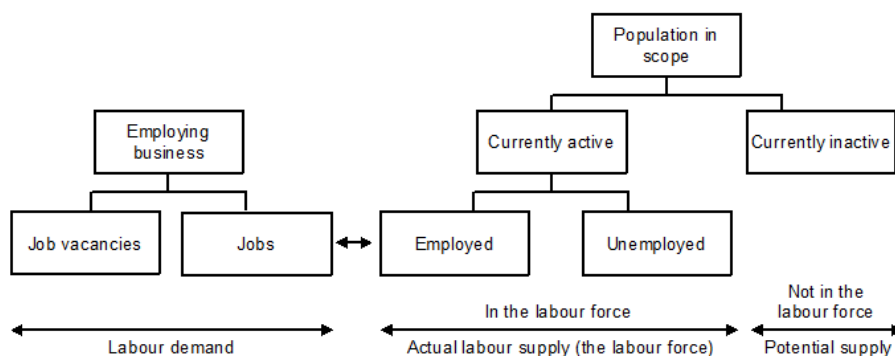 Population in
scope
Employing
business
Currently active
Currently inactive
Job vacancies
Jobs
Employed
Unemployed
In the labour force
Not in the
labour force
Labour demand
Actual labour supply (the labour force)
Potential supply